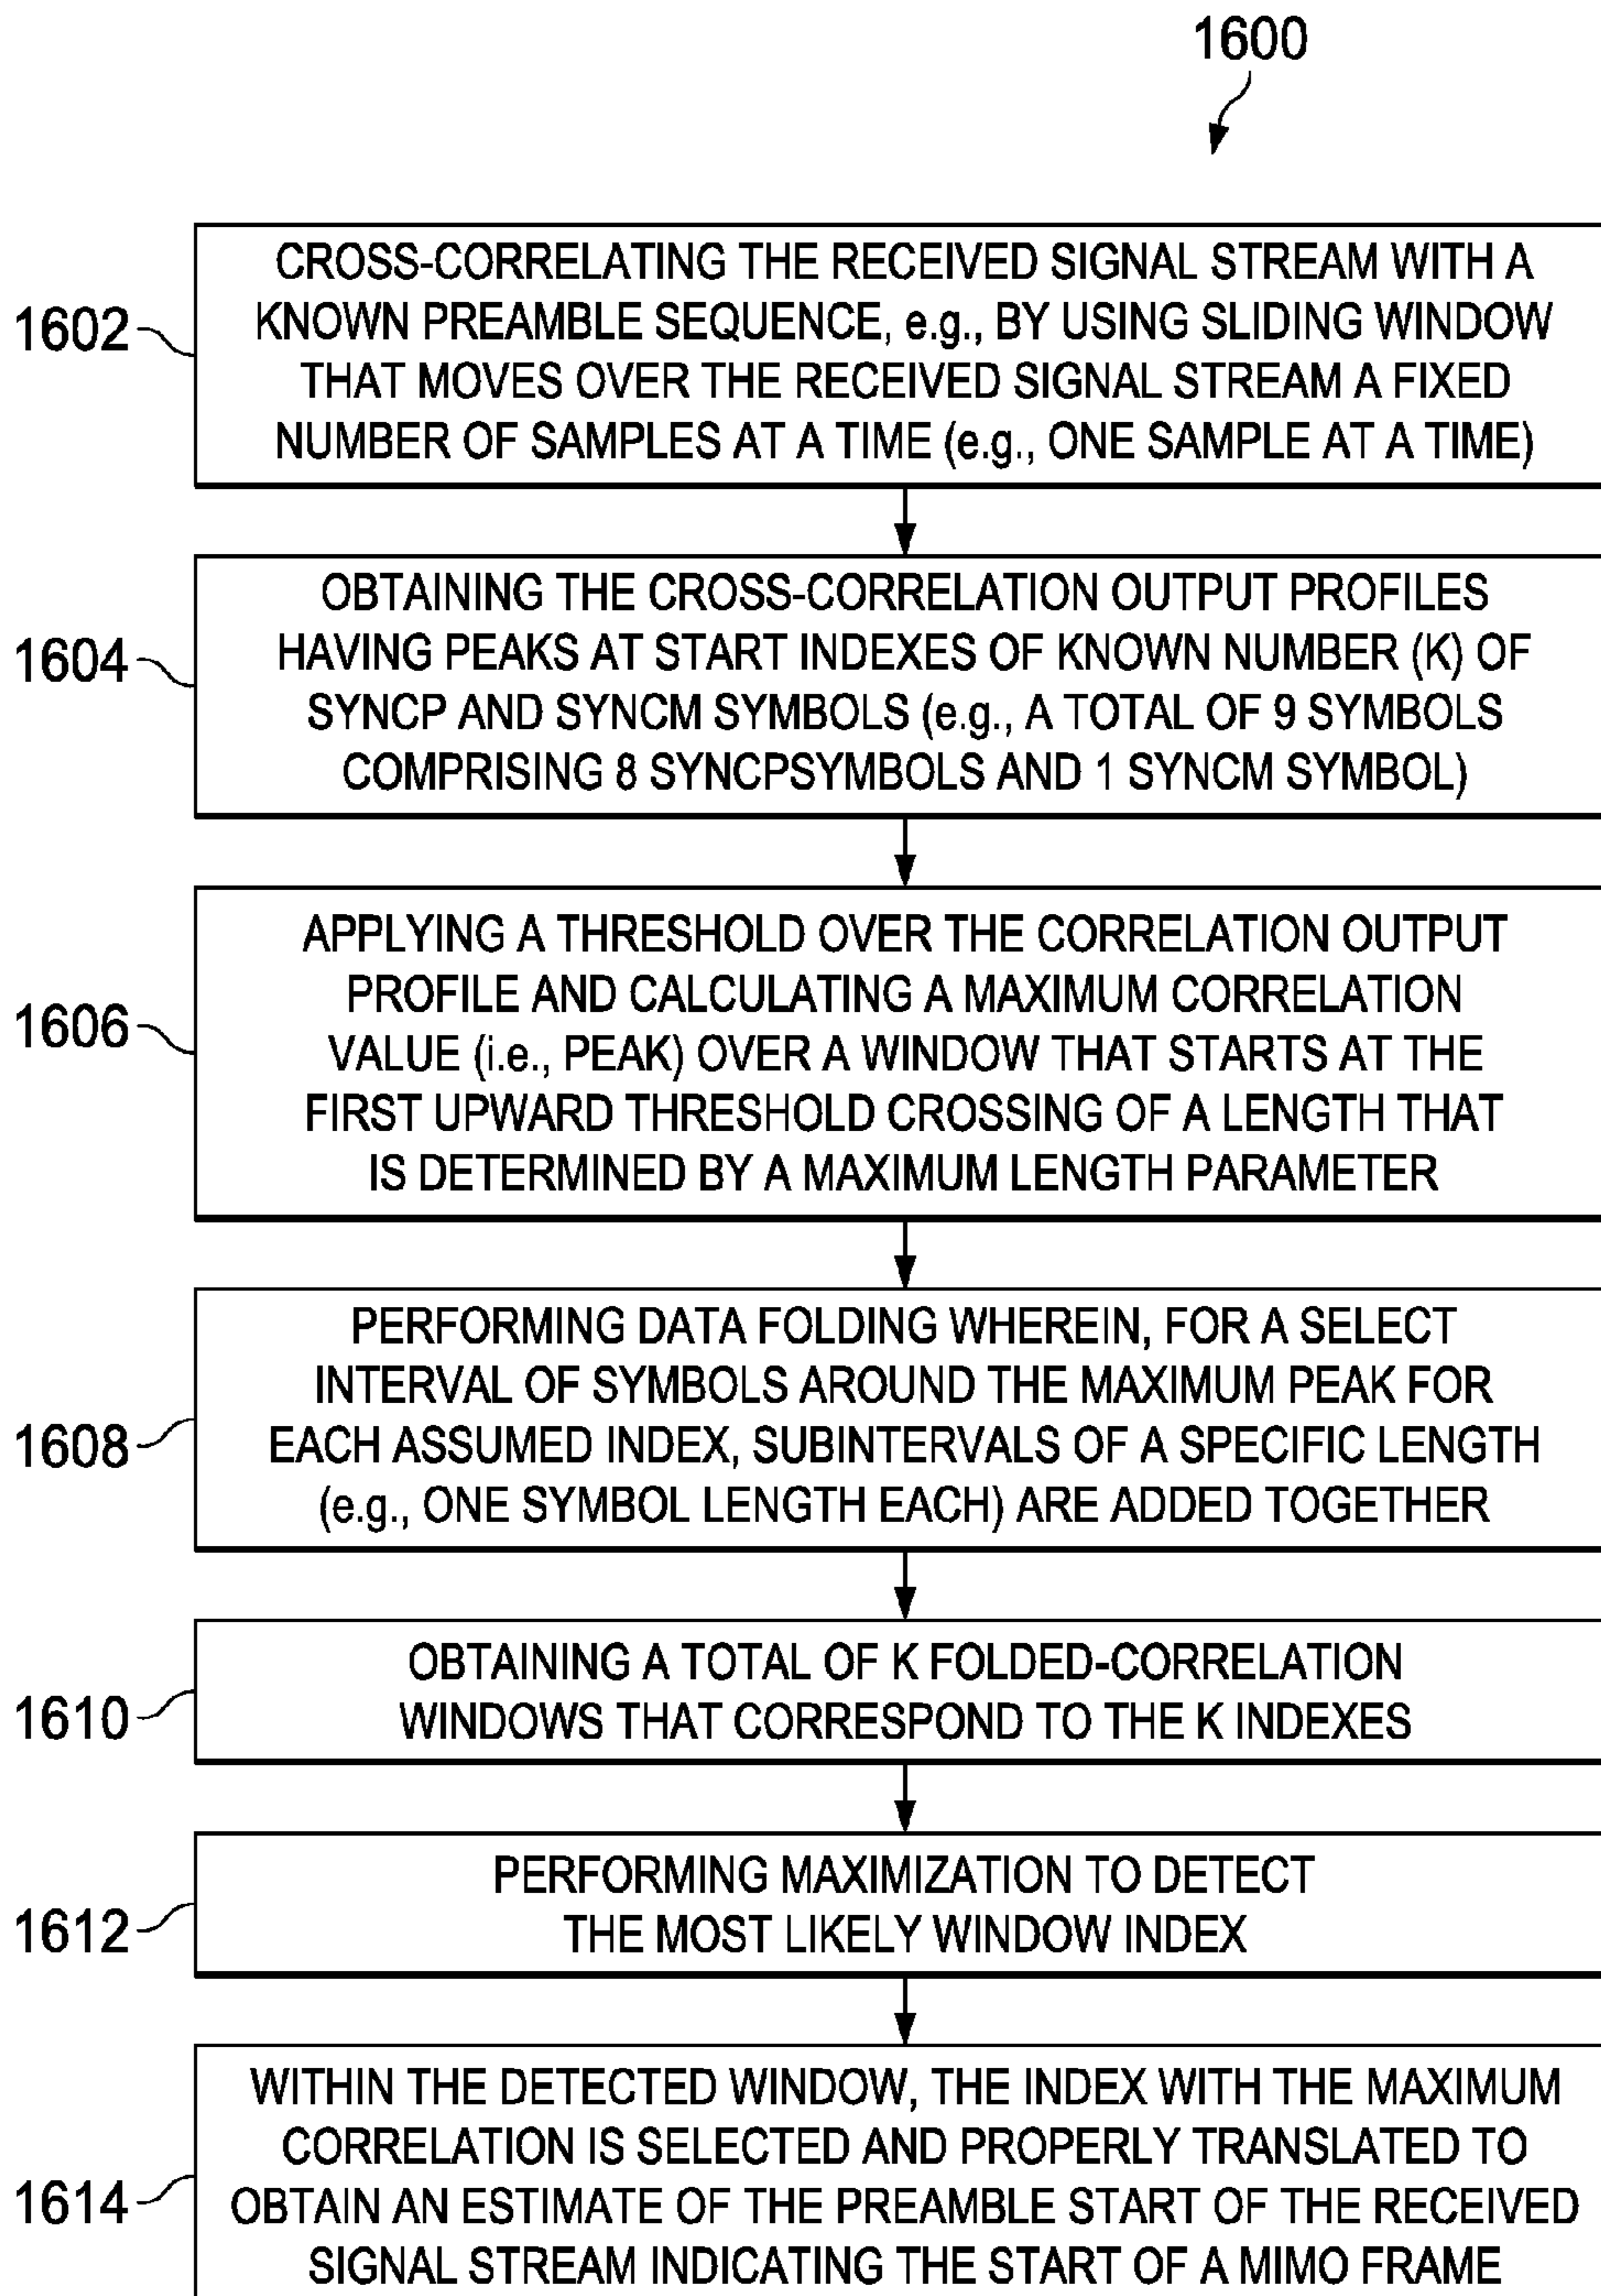 1600
1602
CROSS-CORRELATING THE RECEIVED SIGNAL STREAM WITH A
KNOWN PREAMBLE SEQUENCE, e.g., BY USING SLIDING WINDOW
THAT MOVES OVER THE RECEIVED SIGNAL STREAM A FIXED
NUMBER OF SAMPLES AT A TIME (e.g., ONE SAMPLE AT A TIME)
1604
OBTAINING THE CROSS-CORRELATION OUTPUT PROFILES
HAVING PEAKS AT START INDEXES OF KNOWN NUMBER (K) OF
SYNCP AND SYNCM SYMBOLS (e.g., A TOTAL OF 9 SYMBOLS
COMPRISING 8 SYNCPSYMBOLS AND 1 SYNCM SYMBOL)
1606
APPLYING A THRESHOLD OVER THE CORRELATION OUTPUT
PROFILE AND CALCULATING A MAXIMUM CORRELATION
VALUE (i.e., PEAK) OVER A WINDOW THAT STARTS AT THE
FIRST UPWARD THRESHOLD CROSSING OF A LENGTH THAT
IS DETERMINED BY A MAXIMUM LENGTH PARAMETER
1608
PERFORMING DATA FOLDING WHEREIN, FOR A SELECT
INTERVAL OF SYMBOLS AROUND THE MAXIMUM PEAK FOR
EACH ASSUMED INDEX, SUBINTERVALS OF A SPECIFIC LENGTH
(e.g., ONE SYMBOL LENGTH EACH) ARE ADDED TOGETHER
1610
OBTAINING A TOTAL OF K FOLDED-CORRELATION
WINDOWS THAT CORRESPOND TO THE K INDEXES
1612
PERFORMING MAXIMIZATION TO DETECT
THE MOST LIKELY WINDOW INDEX
1614
WITHIN THE DETECTED WINDOW, THE INDEX WITH THE MAXIMUM
CORRELATION IS SELECTED AND PROPERLY TRANSLATED TO
OBTAIN AN ESTIMATE OF THE PREAMBLE START OF THE RECEIVED
SIGNAL STREAM INDICATING THE START OF A MIMO FRAME